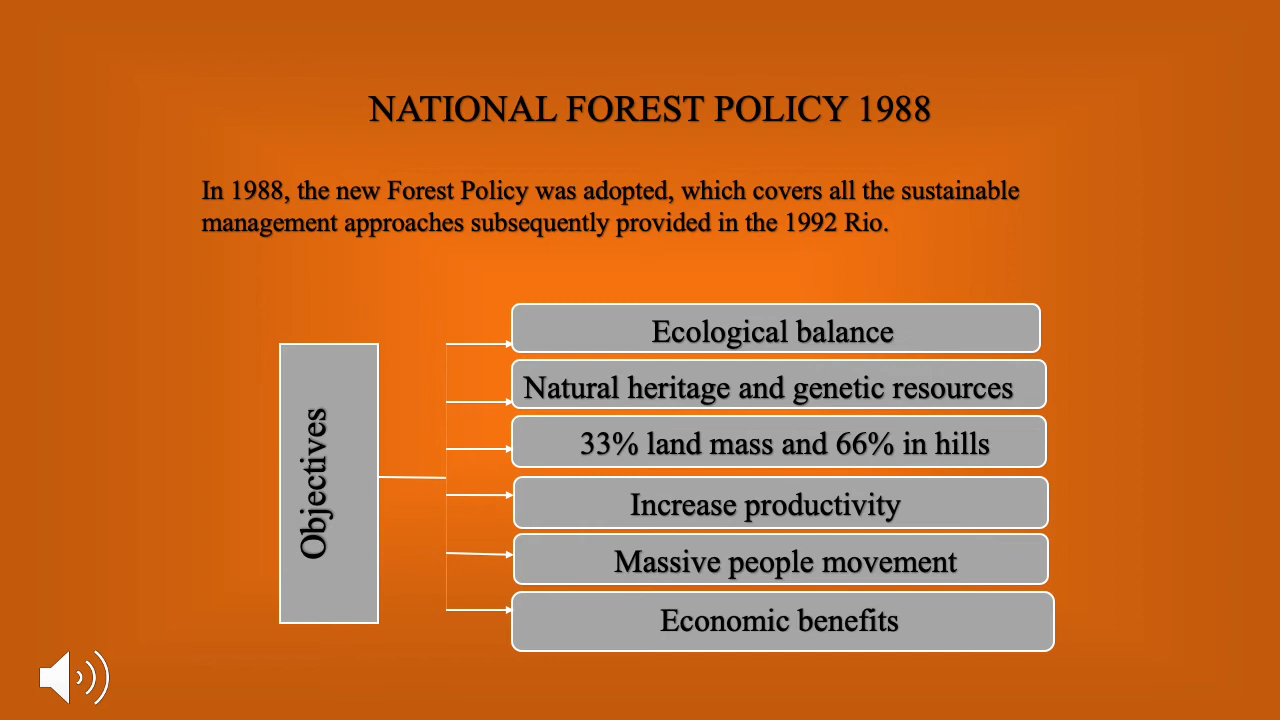 NATIONAL FOREST POLICY 1988
In 1988, the new Forest Policy was adopted, which covers all the sustainable
management approaches subsequently provided in the 1992 Rio.
Objectives
Ecological balance
Natural heritage and genetic resources
33% land mass and 66% in hills
Increase productivity
Massive people movement
Economic benefits